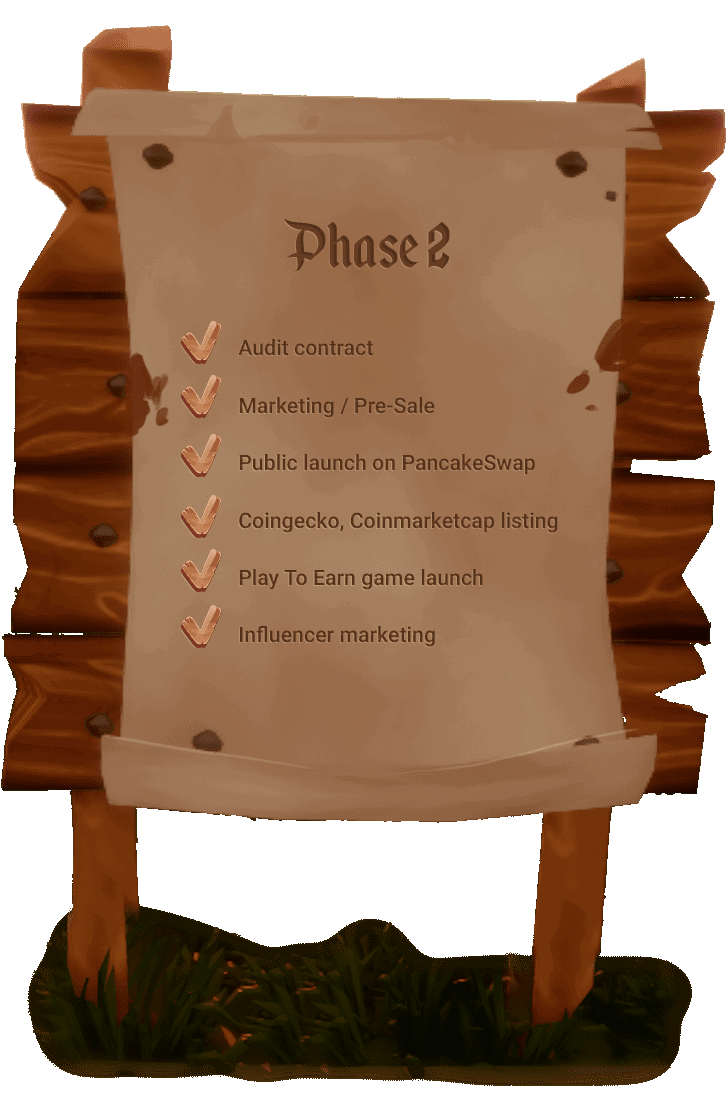 Phase 2
Audit contract
Marketing / Pre-Sale
Public launch on PancakeSwap
Coingecko, Coinmarketcap listing
Play To Earn game launch
Influencer marketing